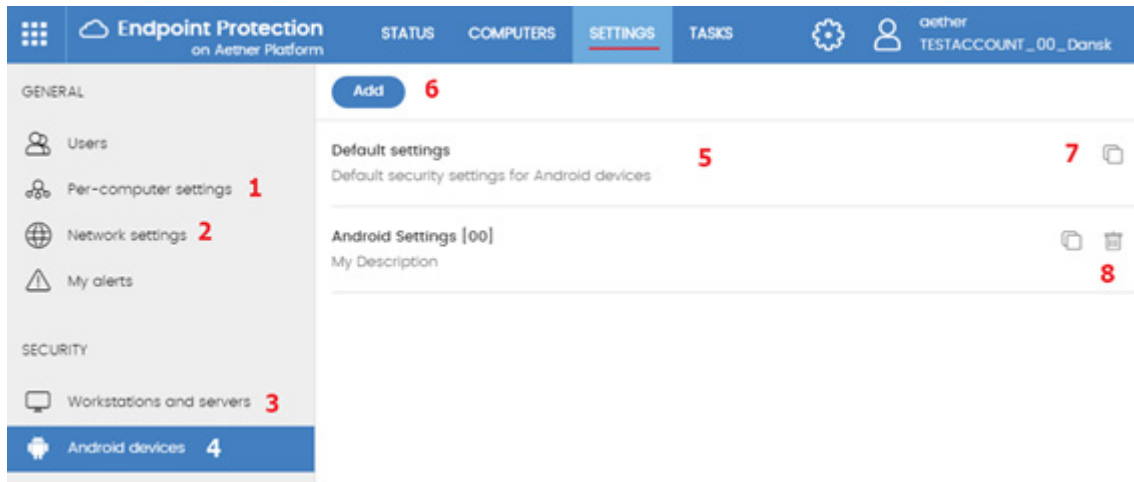 Endpoint Protection
on Aether Platform
STATUS COMPUTERS SETTINGS TASKS
aether
TESTACCOUNT_00_Dansk
GENERAL
Users
Per-computer settings 1
Network settings 2
My alerts
SECURITY
Workstations and servers 3
Android devices 4
Add 6
Default settings
Default security settings for Android devices
5
7
Android Settings [00]
My Description
8